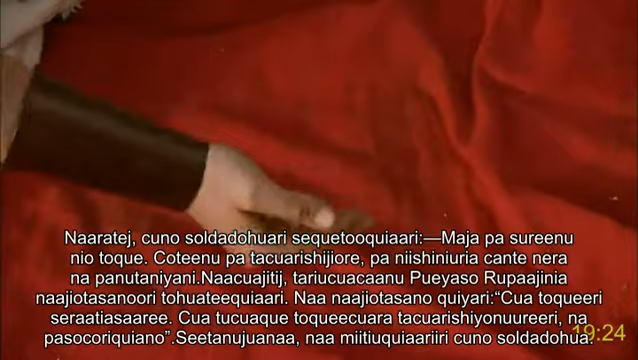 Naaratej, cuno soldadohuari sequetooquiaari:—Maja pa sureenu
nio toque. Coteenu pa tacuarishijiore, pa niishiniuria cante nera
na panutaniyani.Naacuajitij, tariucuacaanu Pueyaso Rupaajinia
naajiotasanoori tohuateequiaari. Naa naajiotasano quiyari:“Cua toqueeri
seraatiasaaree. Cua tucuaque toqueecuara tacuarishiyonuureeri, na
pasocoriquiano”.Seetanujuanaa, naa miitiuquiaariiri cuno soldadohua.
19:24